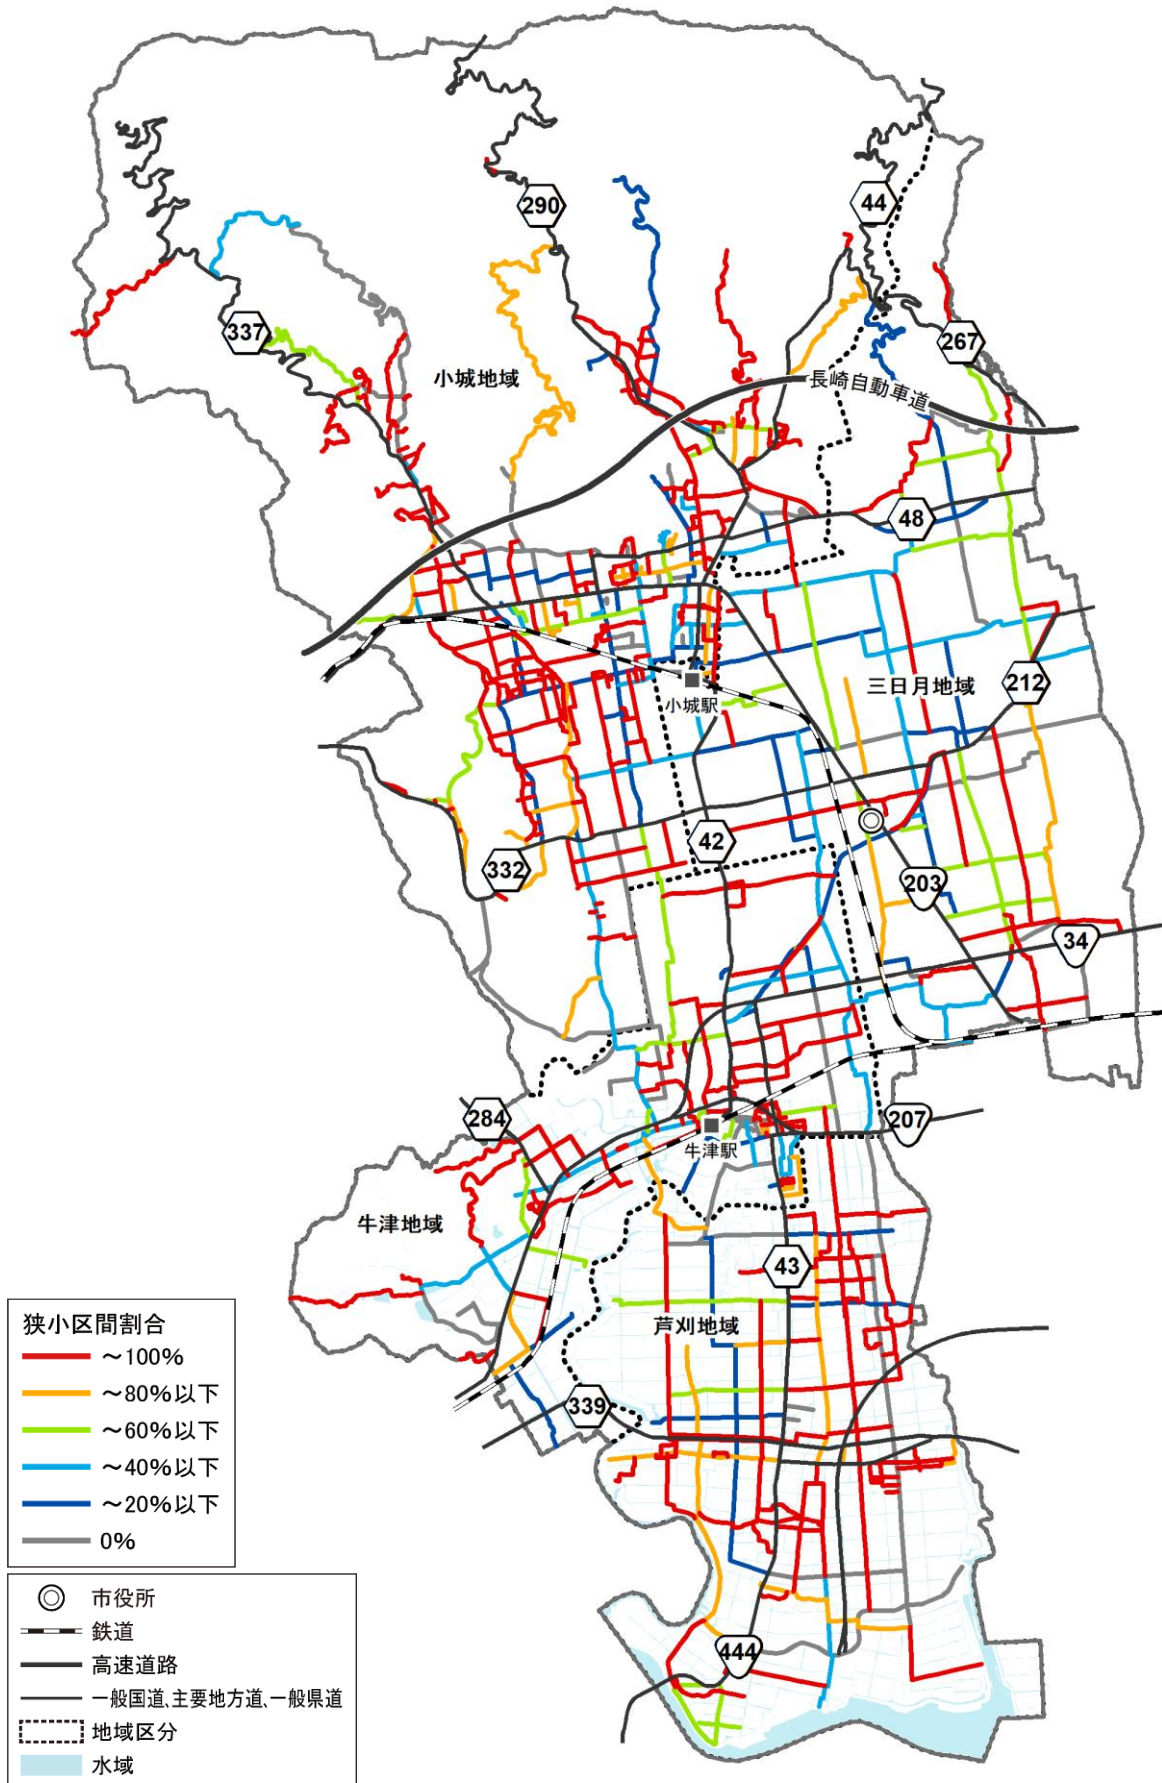 290
44
337
267
小城地域
長崎自動車道
48
三日月地域
212
小城駅
42
332
203
34
284
207
牛津駅
牛津地域
43
芦刈地域
339
444
狭小区間割合
～100%
～80%以下
～60%以下
～40%以下
～20%以下
0%
市役所
鉄道
高速道路
一般国道,主要地方道,一般県道
地域区分
水域